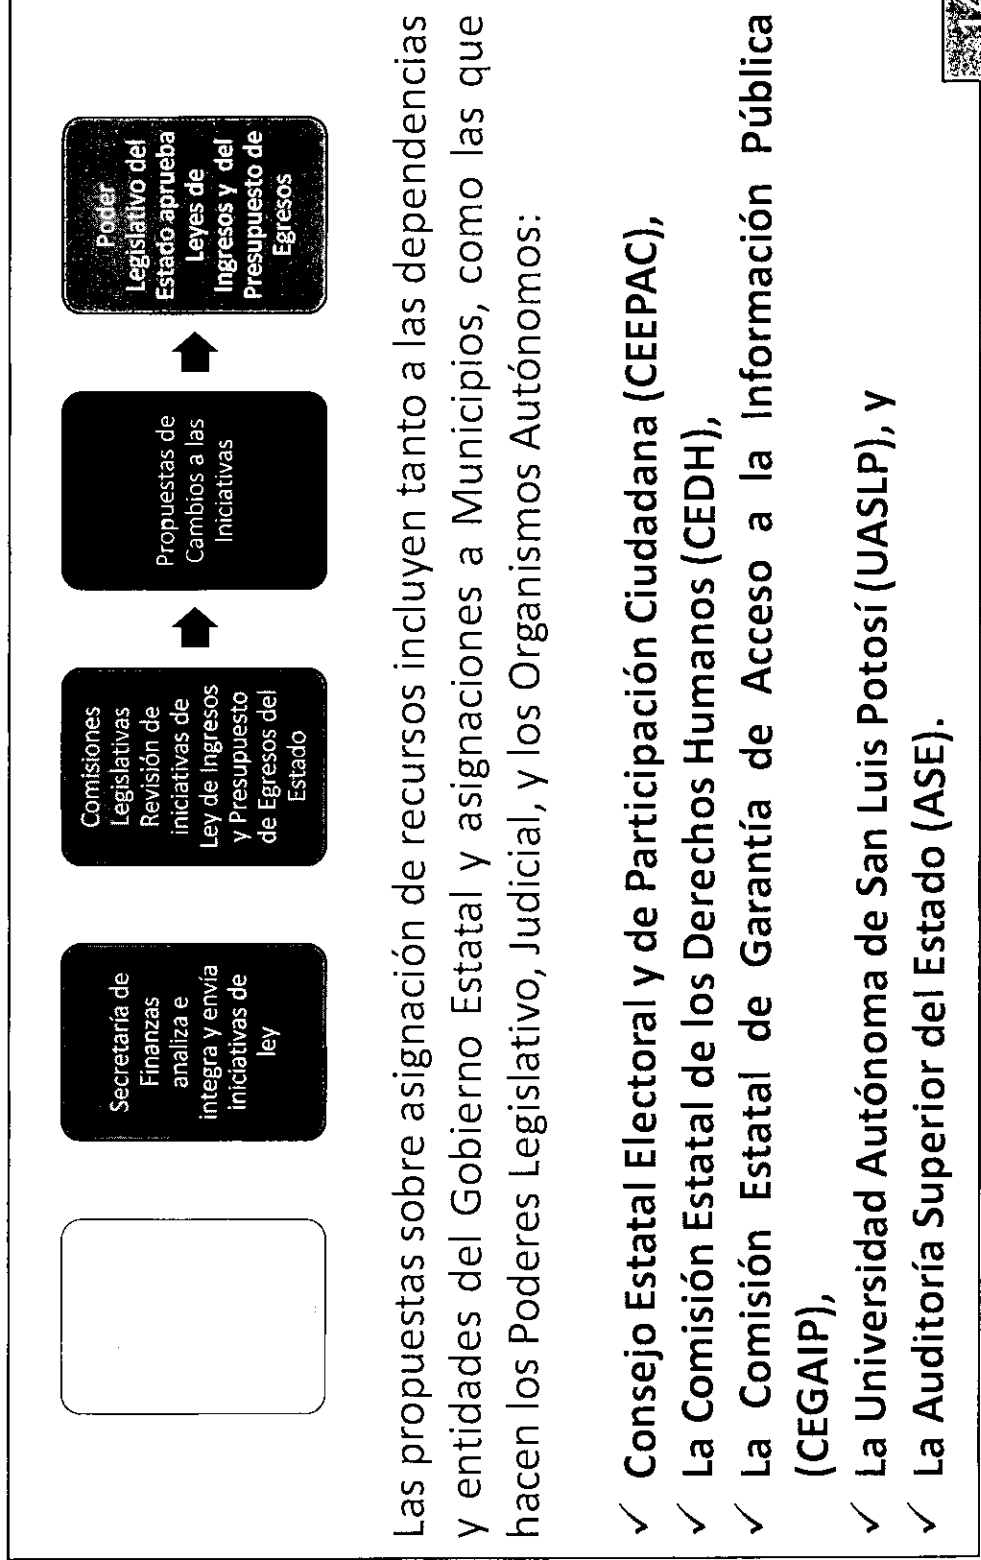 Secretaría de
Finanzas
analiza e
integra y envía
iniciativas de
ley
Comisiones
Legislativas
Revisión de
iniciativas de
Ley de Ingresos
y Presupuesto
de Egresos del
Estado
Propuestas de
Cambios a las
Iniciativas
Poder
Legislativo del
Estado aprueba
Leyes de
Ingresos y del
Presupuesto de
Egresos
Las propuestas sobre asignación de recursos incluyen tanto a las dependencias
y entidades del Gobierno Estatal y asignaciones a Municipios, como las que
hacen los Poderes Legislativo, Judicial, y los Organismos Autónomos:
✓ Consejo Estatal Electoral y de Participación Ciudadana (CEEPAC),
✓ La Comisión Estatal de los Derechos Humanos (CEDH),
✓ La Comisión Estatal de Garantía de Acceso a la Información Pública
(CEGAIP),
✓ La Universidad Autónoma de San Luis Potosí (UASLP), y
✓ La Auditoría Superior del Estado (ASE).